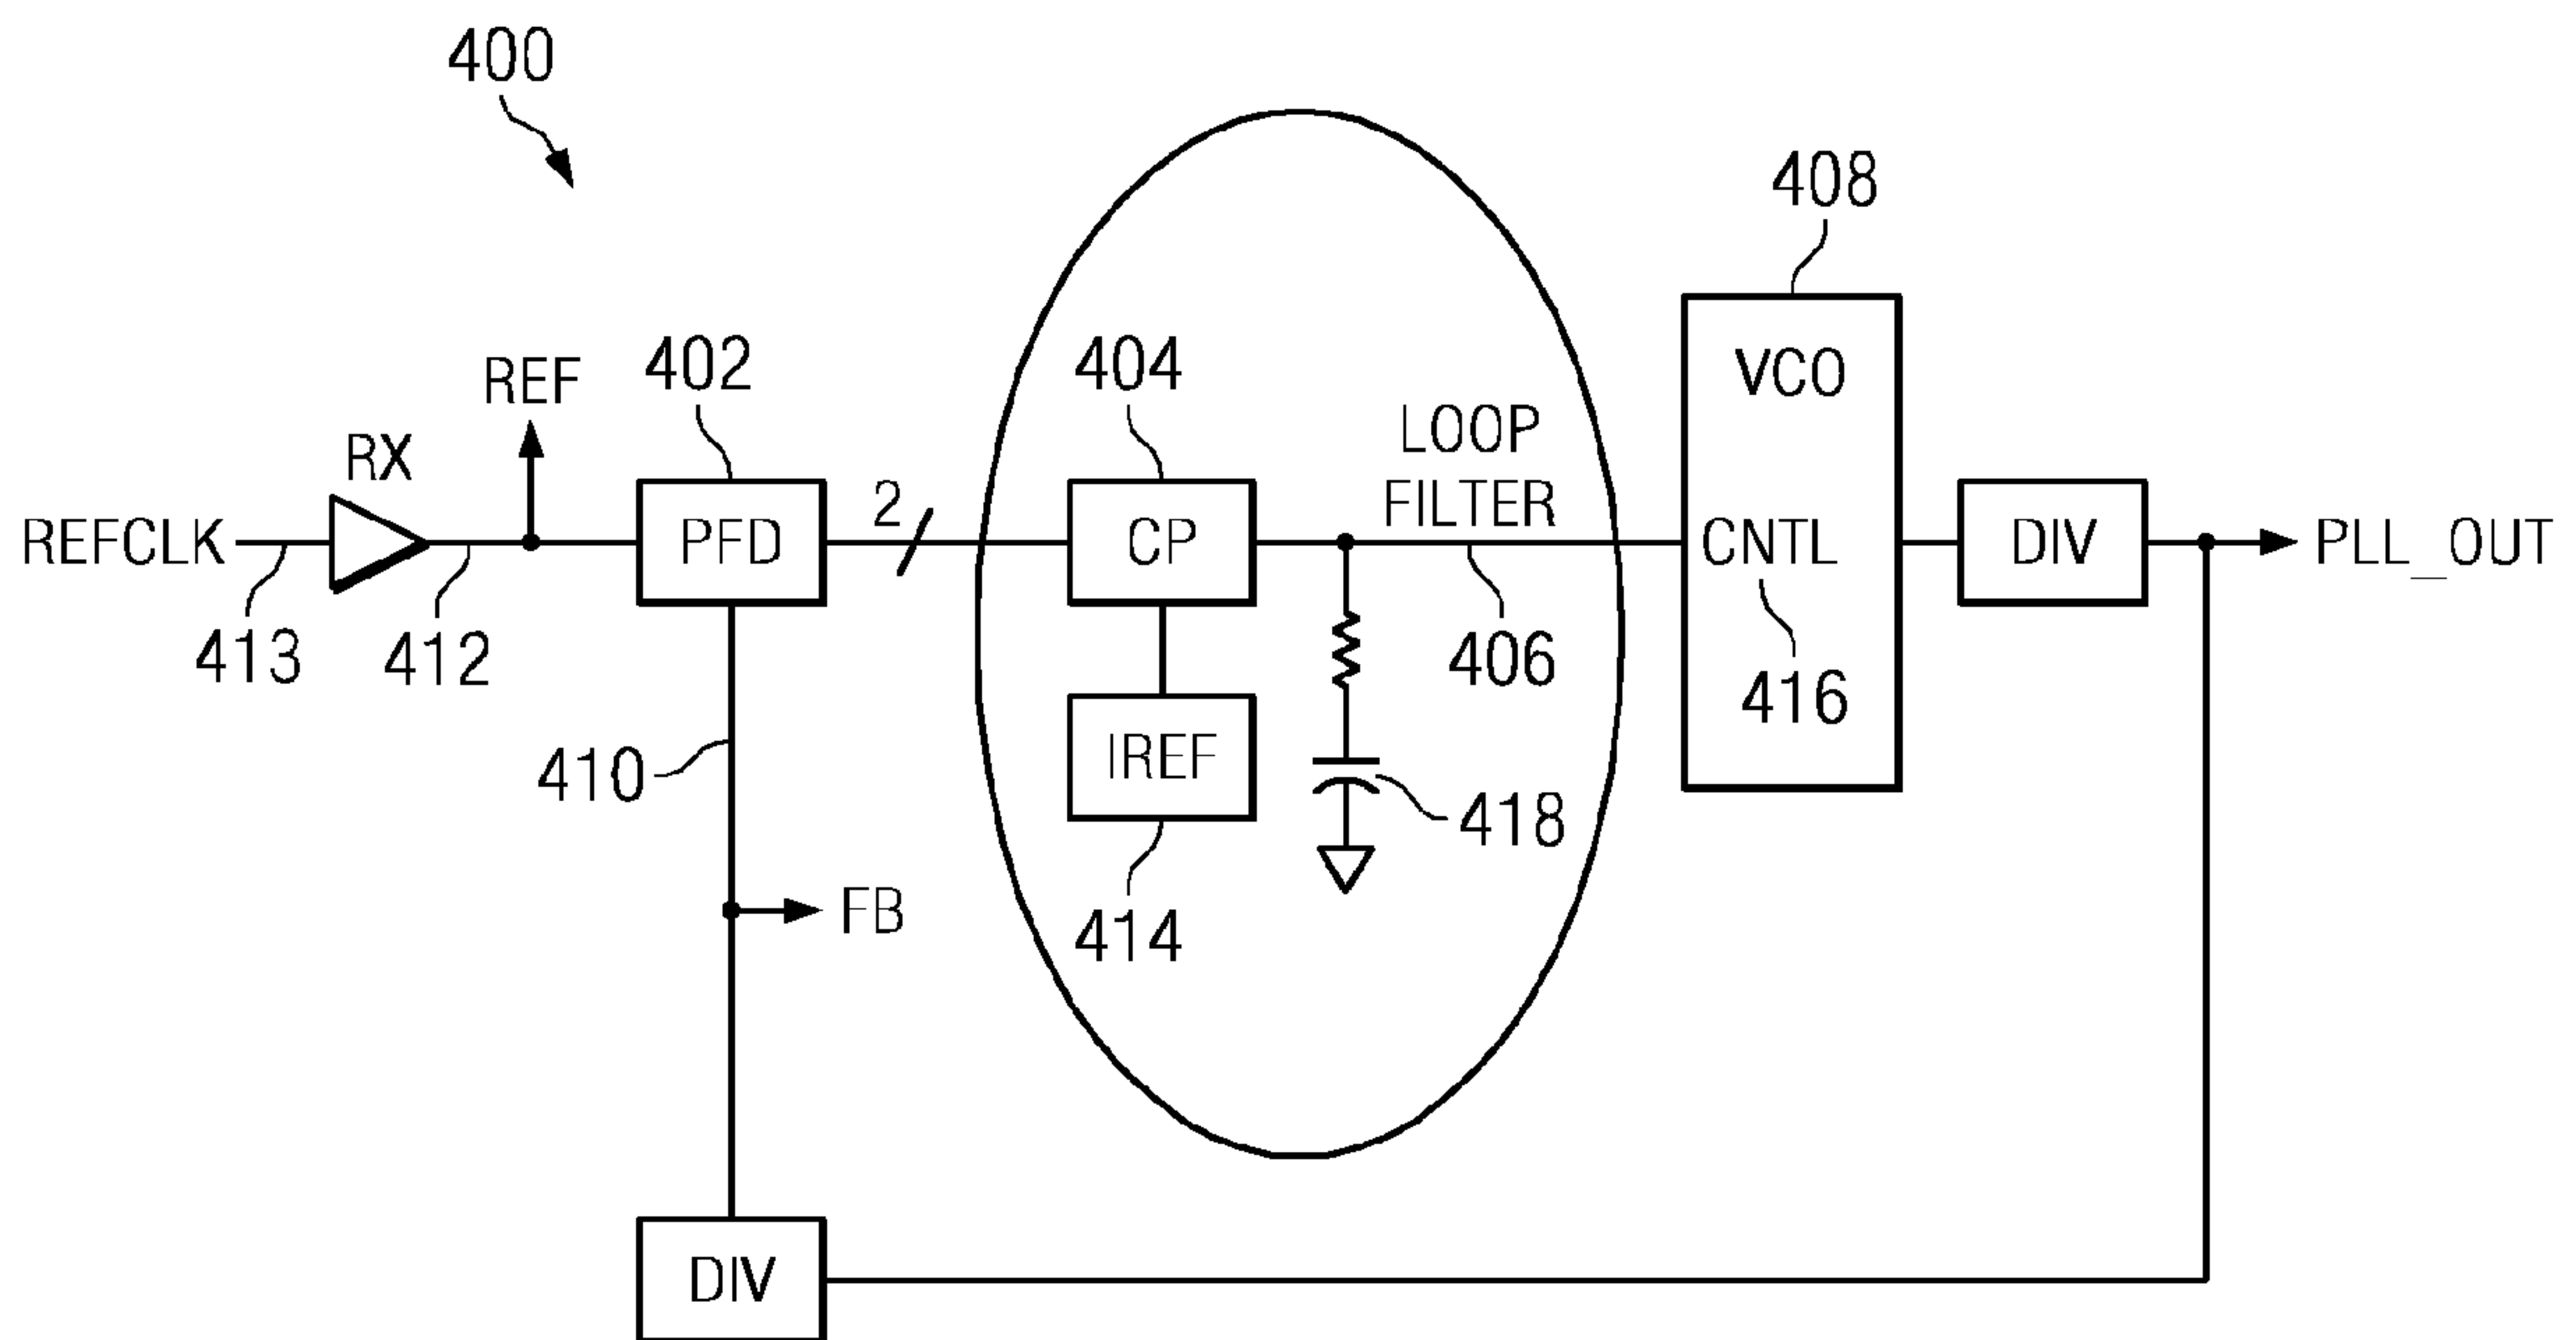 400
408
402
404
REF
LOOP
FILTER
VCO
RX
2
REFCLK
PFD
CP
CNTL
DIV
PLL_OUT
413
412
406
416
410
IREF
418
FB
414
DIV